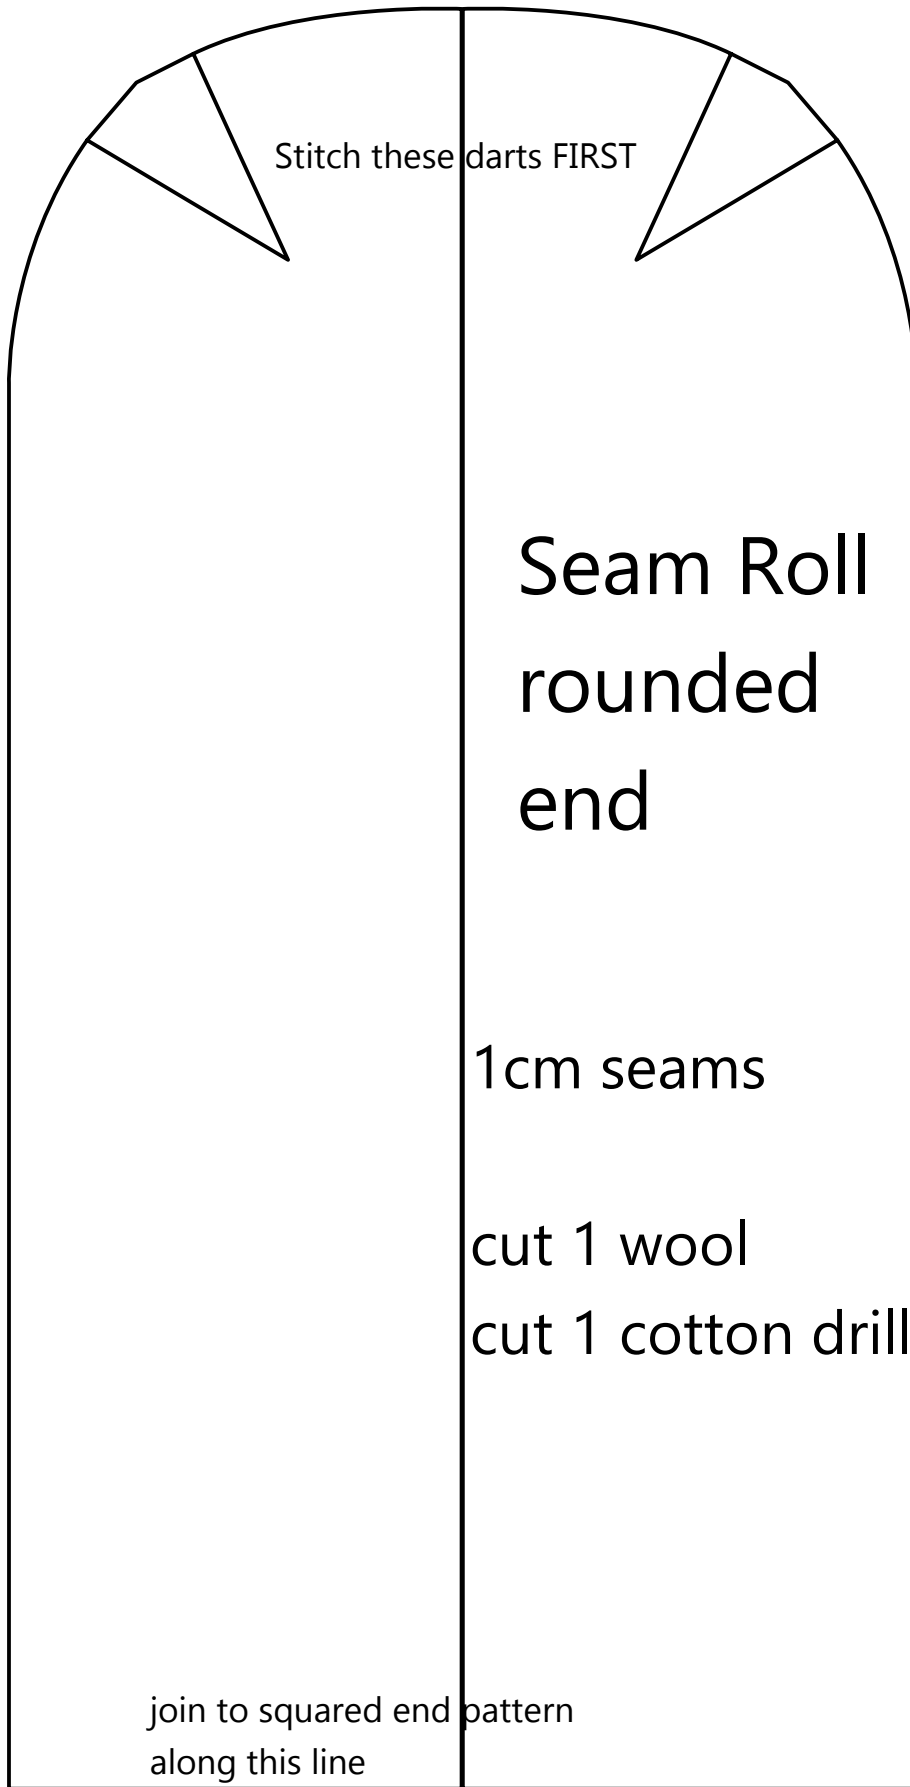 Stitch these darts FIRST
Seam Roll
rounded
end
1cm seams
cut 1 wool
cut 1 cotton drill
join to squared end pattern
along this line